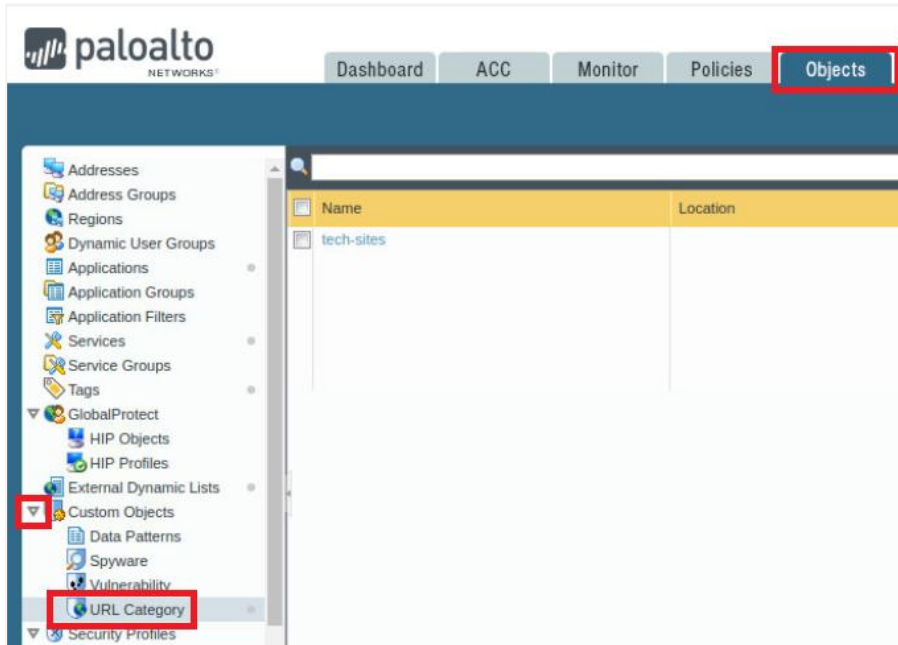 paloalto
NETWORKS®
Dashboard ACC Monitor Policies Objects
Addresses
Address Groups
Regions
Dynamic User Groups
Applications
Application Groups
Application Filters
Services
Service Groups
Tags
GlobalProtect
HIP Objects
HIP Profiles
External Dynamic Lists
Custom Objects
Data Patterns
Spyware
Vulnerability
URL Category
Security Profiles
Name Location
tech-sites